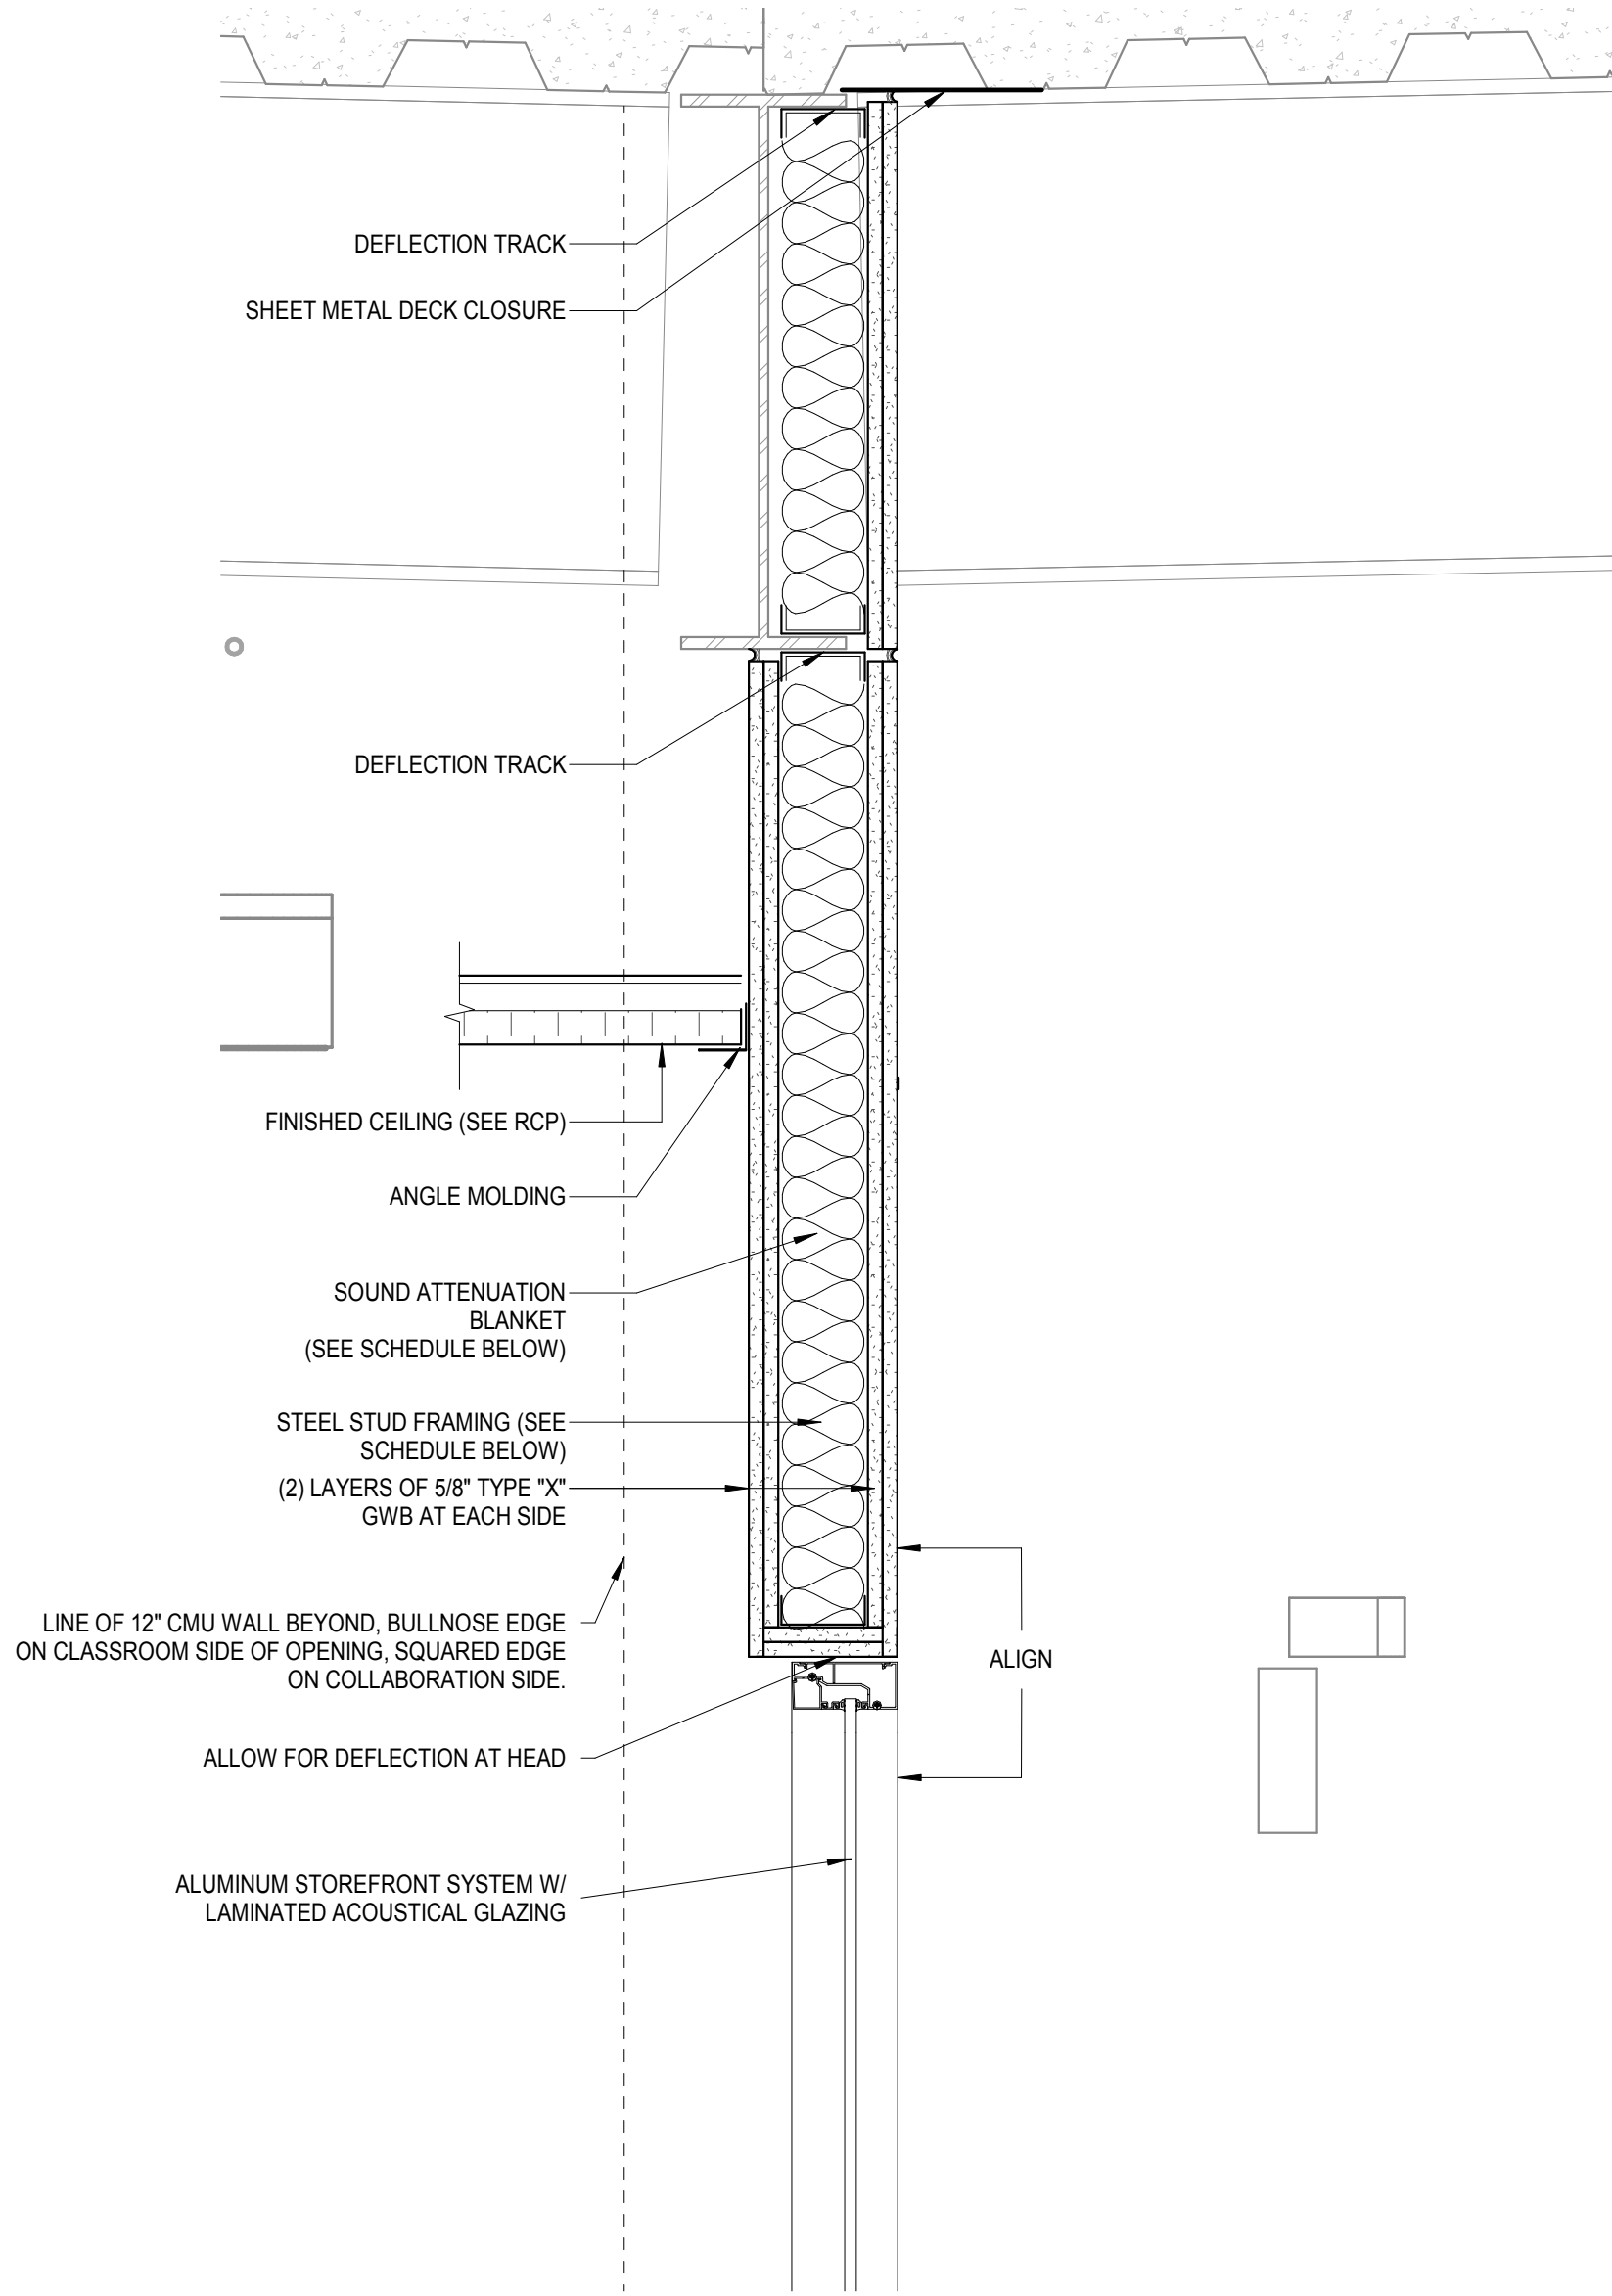 DEFLECTION TRACK
SHEET METAL DECK CLOSURE
DEFLECTION TRACK
FINISHED CEILING (SEE RCP)
ANGLE MOLDING
SOUND ATTENUATION
BLANKET
(SEE SCHEDULE BELOW)
STEEL STUD FRAMING (SEE
SCHEDULE BELOW)
(2) LAYERS OF 5/8" TYPE "X"
GWB AT EACH SIDE
LINE OF 12" CMU WALL BEYOND, BULLNOSE EDGE
ON CLASSROOM SIDE OF OPENING, SQUARED EDGE
ON COLLABORATION SIDE.
ALIGN
ALLOW FOR DEFLECTION AT HEAD
ALUMINUM STOREFRONT SYSTEM W/
LAMINATED ACOUSTICAL GLAZING